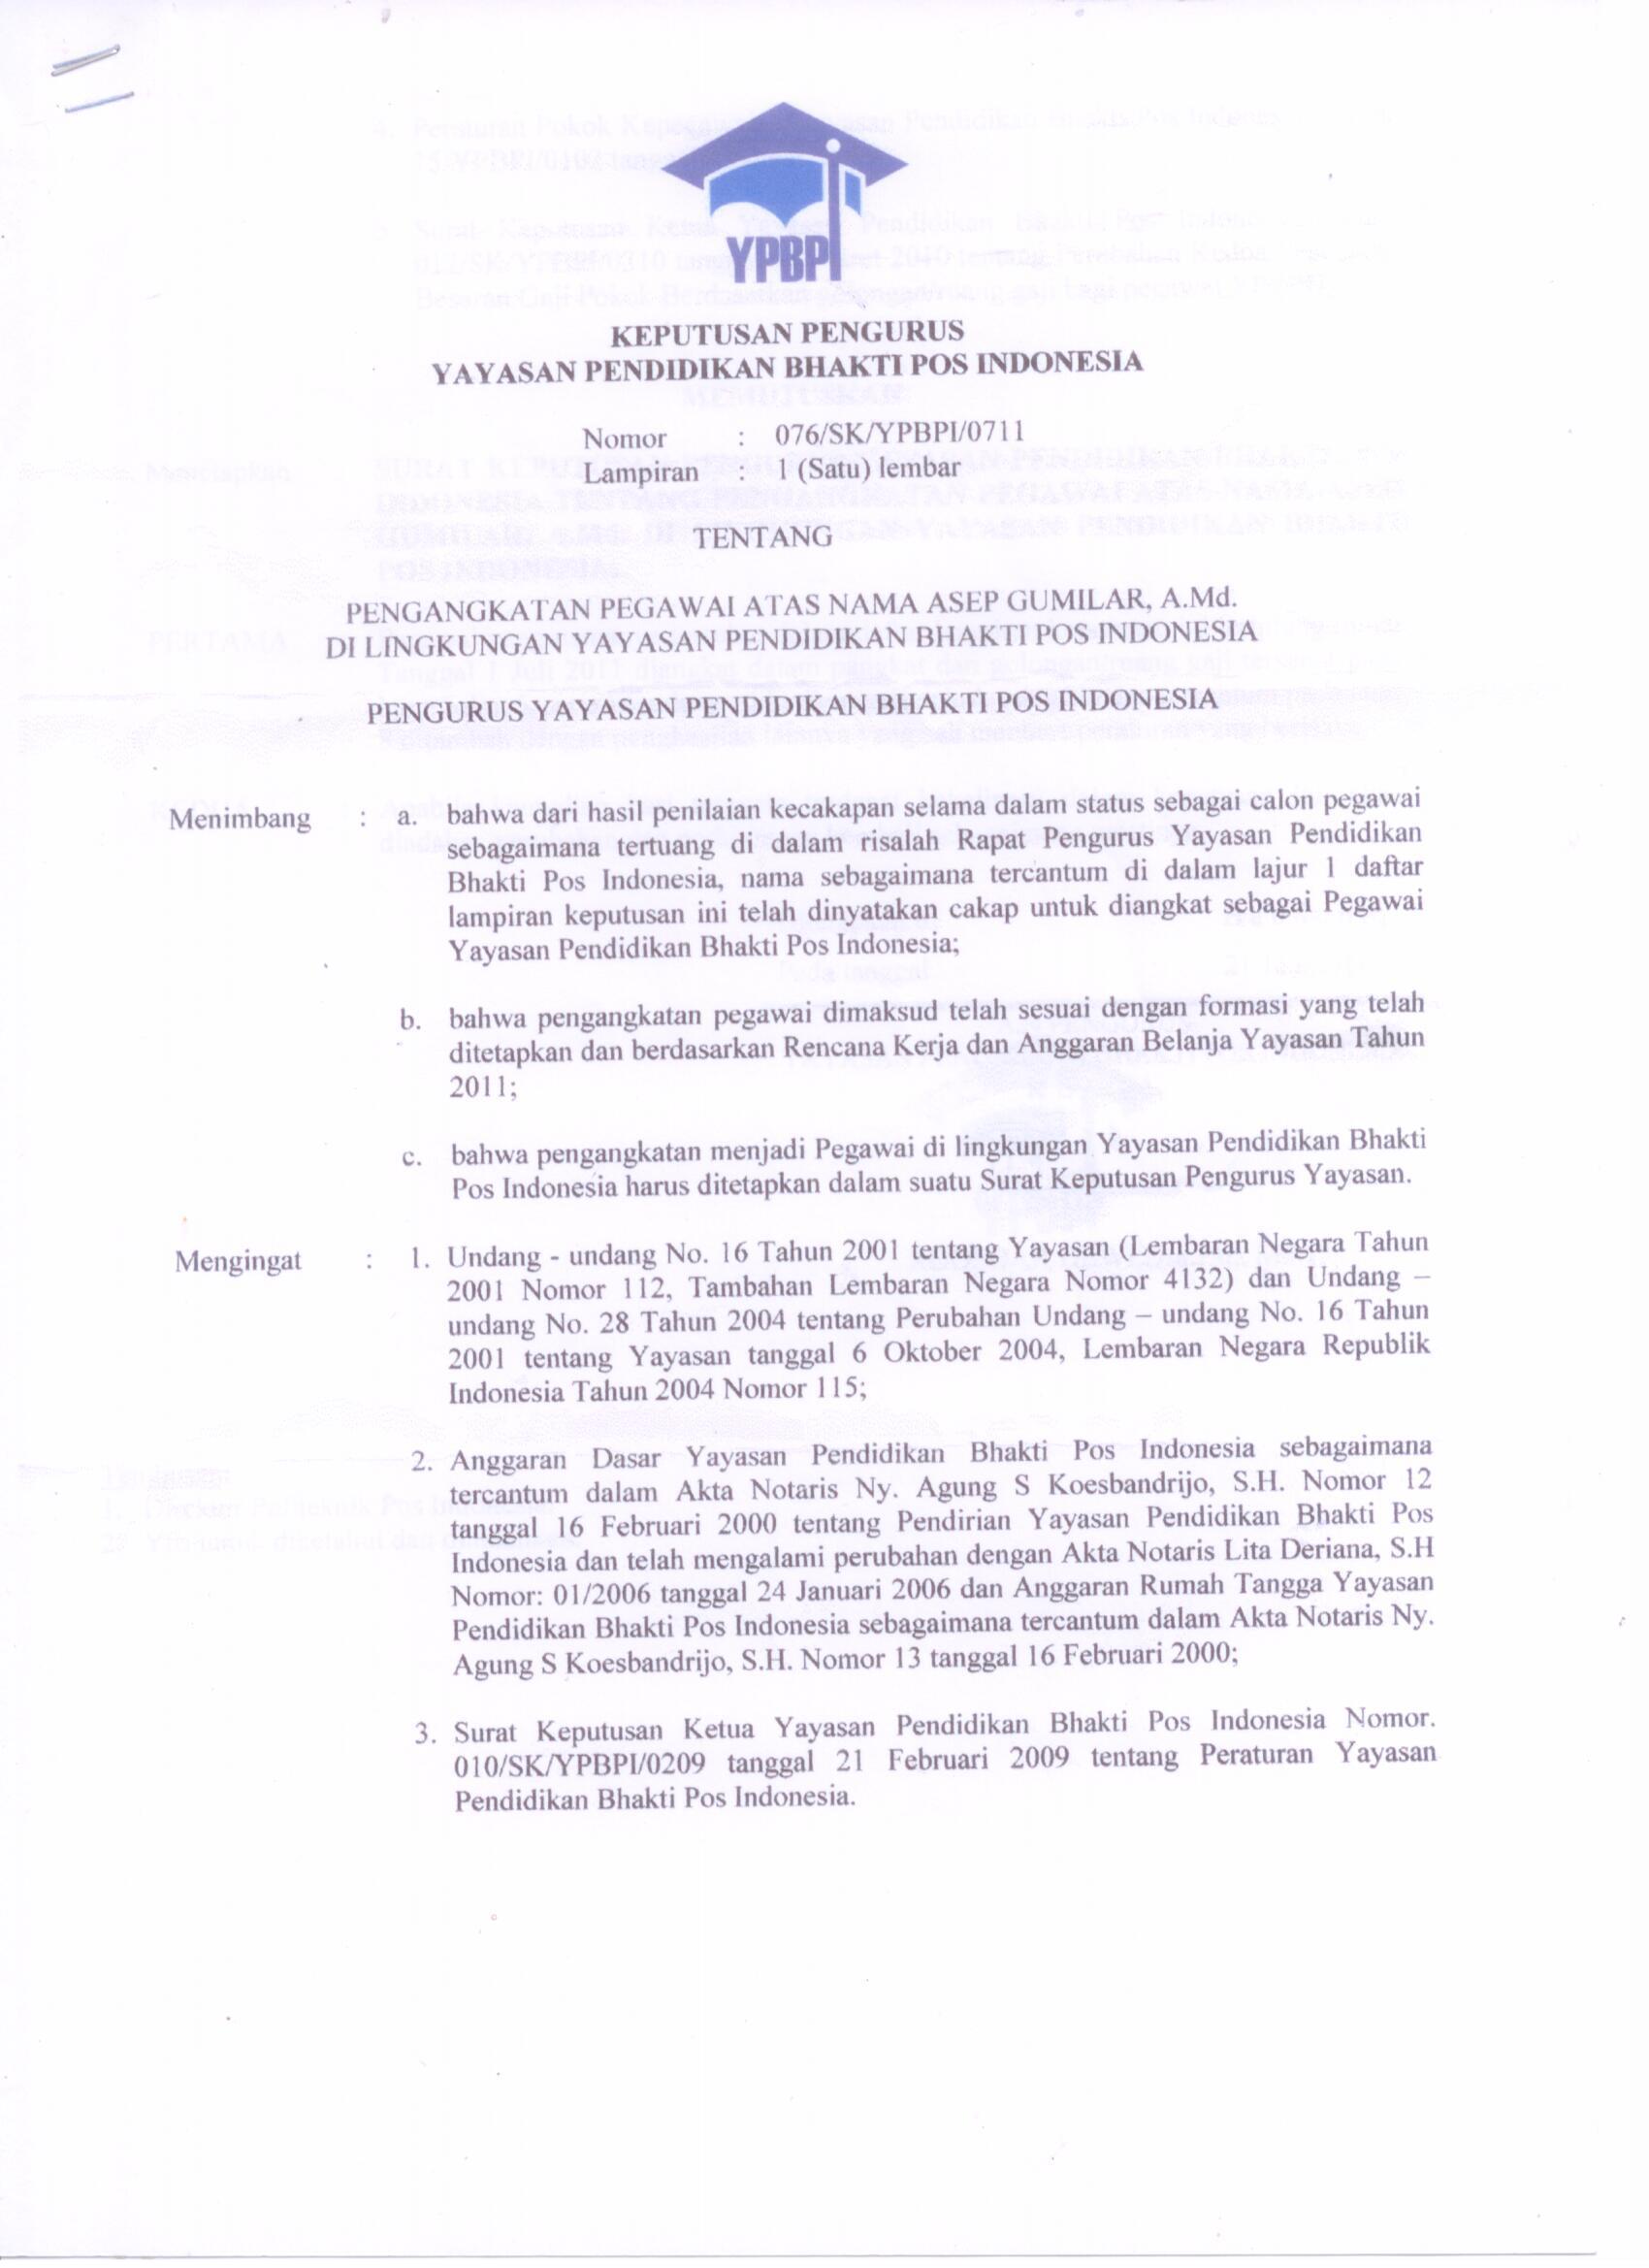 YPBPI
KEPUTUSAN PENGURUS
YAYASAN PENDIDIKAN BHAKTI POS INDONESIA
Nomor : 076/SK/YPBPI/0711
Lampiran : 1 (Satu) lembar
TENTANG
PENGANGKATAN PEGAWAI ATAS NAMA ASEP GUMILAR, A.Md.
DI LINGKUNGAN YAYASAN PENDIDIKAN BHAKTI POS INDONESIA
PENGURUS YAYASAN PENDIDIKAN BHAKTI POS INDONESIA
Menimbang : a. bahwa dari hasil penilaian kecakapan selama dalam status sebagai calon pegawai
sebagaimana tertuang di dalam risalah Rapat Pengurus Yayasan Pendidikan
Bhakti Pos Indonesia, nama sebagaimana tercantum di dalam lajur 1 daftar
lampiran keputusan ini telah dinyatakan cakap untuk diangkat sebagai Pegawai
Yayasan Pendidikan Bhakti Pos Indonesia;
b. bahwa pengangkatan pegawai dimaksud telah sesuai dengan formasi yang telah
ditetapkan dan berdasarkan Rencana Kerja dan Anggaran Belanja Yayasan Tahun
2011;
c. bahwa pengangkatan menjadi Pegawai di lingkungan Yayasan Pendidikan Bhakti
Pos Indonesia harus ditetapkan dalam suatu Surat Keputusan Pengurus Yayasan.
Mengingat : 1. Undang - undang No. 16 Tahun 2001 tentang Yayasan (Lembaran Negara Tahun
2001 Nomor 112, Tambahan Lembaran Negara Nomor 4132) dan Undang –
undang No. 28 Tahun 2004 tentang Perubahan Undang – undang No. 16 Tahun
2001 tentang Yayasan tanggal 6 Oktober 2004, Lembaran Negara Republik
Indonesia Tahun 2004 Nomor 115;
2. Anggaran Dasar Yayasan Pendidikan Bhakti Pos Indonesia sebagaimana
tercantum dalam Akta Notaris Ny. Agung S Koesbandrijo, S.H. Nomor 12
tanggal 16 Februari 2000 tentang Pendirian Yayasan Pendidikan Bhakti Pos
Indonesia dan telah mengalami perubahan dengan Akta Notaris Lita Deriana, S.H
Nomor: 01/2006 tanggal 24 Januari 2006 dan Anggaran Rumah Tangga Yayasan
Pendidikan Bhakti Pos Indonesia sebagaimana tercantum dalam Akta Notaris Ny.
Agung S Koesbandrijo, S.H. Nomor 13 tanggal 16 Februari 2000;
3. Surat Keputusan Ketua Yayasan Pendidikan Bhakti Pos Indonesia Nomor.
010/SK/YPBPI/0209 tanggal 21 Februari 2009 tentang Peraturan Yayasan
Pendidikan Bhakti Pos Indonesia.